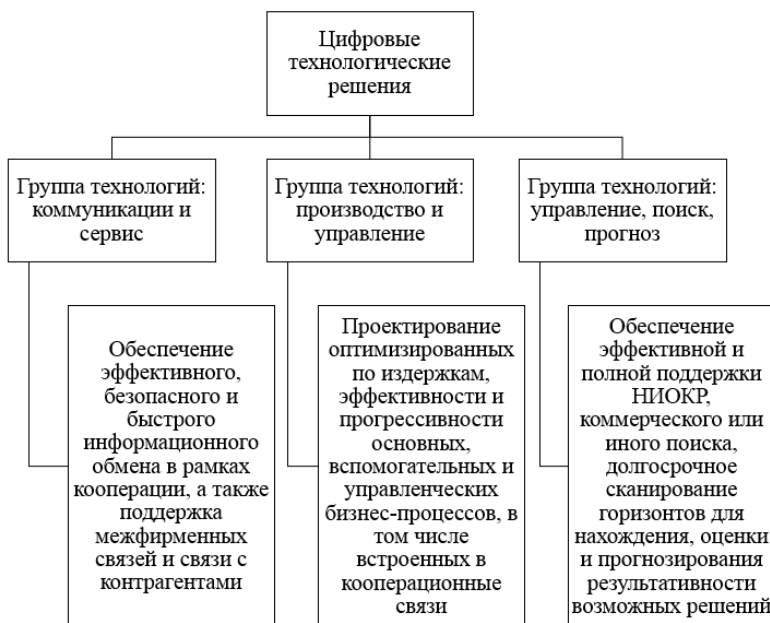 Цифровые
технологические
решения
Группа технологий:
коммуникации и
сервис
Группа технологий:
производство и
управление
Группа технологий:
управление, поиск,
прогноз
Обеспечение
эффективного,
безопасного и
быстрого
информационного
обмена в рамках
кооперации, а также
поддержка
межфирменных
связей и связи с
контрагентами
Проектирование
оптимизированных
по издержкам,
эффективности и
прогрессивности
основных,
вспомогательных и
управленческих
бизнес-процессов, в
том числе
встроенных в
кооперационные
связи
Обеспечение
эффективной и
полной поддержки
НИОКР,
коммерческого или
иного поиска,
долгосрочное
сканирование
горизонтов для
нахождения, оценки
и прогнозирования
результативности
возможных решений